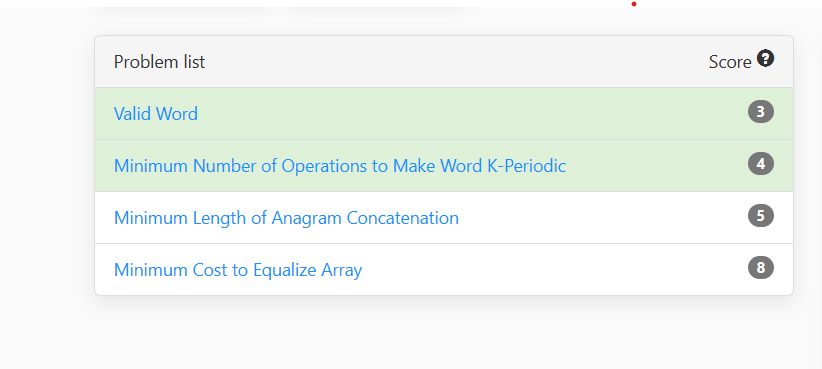 Problem list Score ?
Valid Word 3
Minimum Number of Operations to Make Word K-Periodic 4
Minimum Length of Anagram Concatenation 5
Minimum Cost to Equalize Array 8